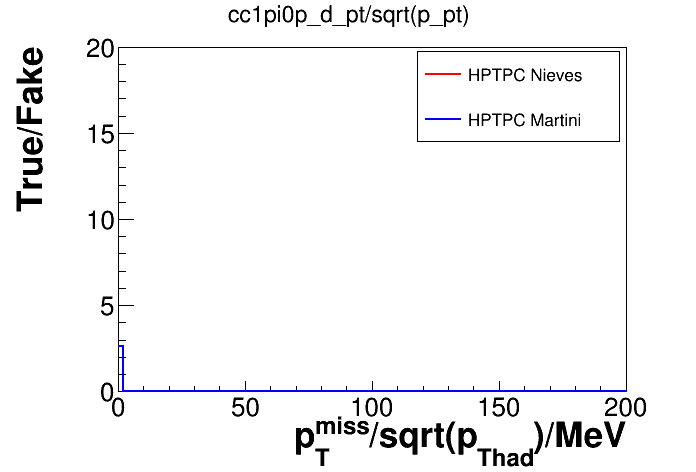 cc1pi0p_d_pt/sqrt(p_pt)
True/Fake
20
15
10
5
0
HPTPC Nieves
HPTPC Martini
0 50 100 150 200
p_T^miss/sqrt(p_Thad)/MeV